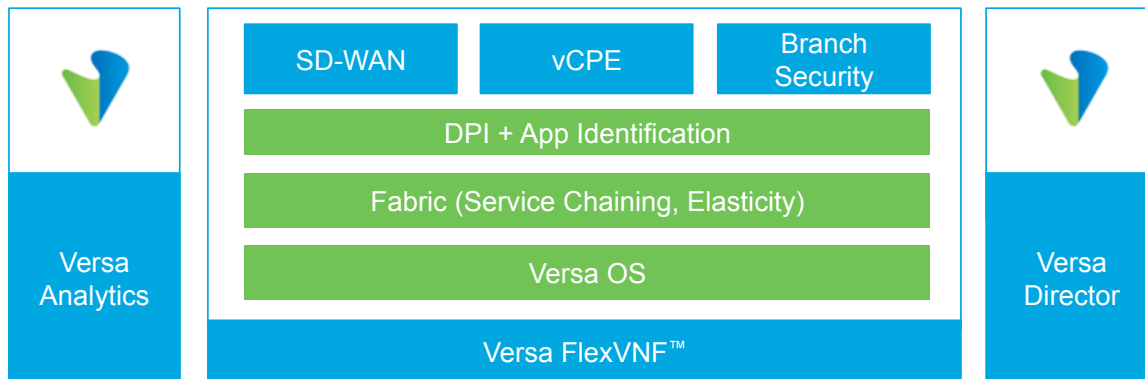 SD-WAN
vCPE
Branch
Security
DPI + App Identification
Fabric (Service Chaining, Elasticity)
Versa OS
Versa FlexVNF™
Versa
Analytics
Versa
Director